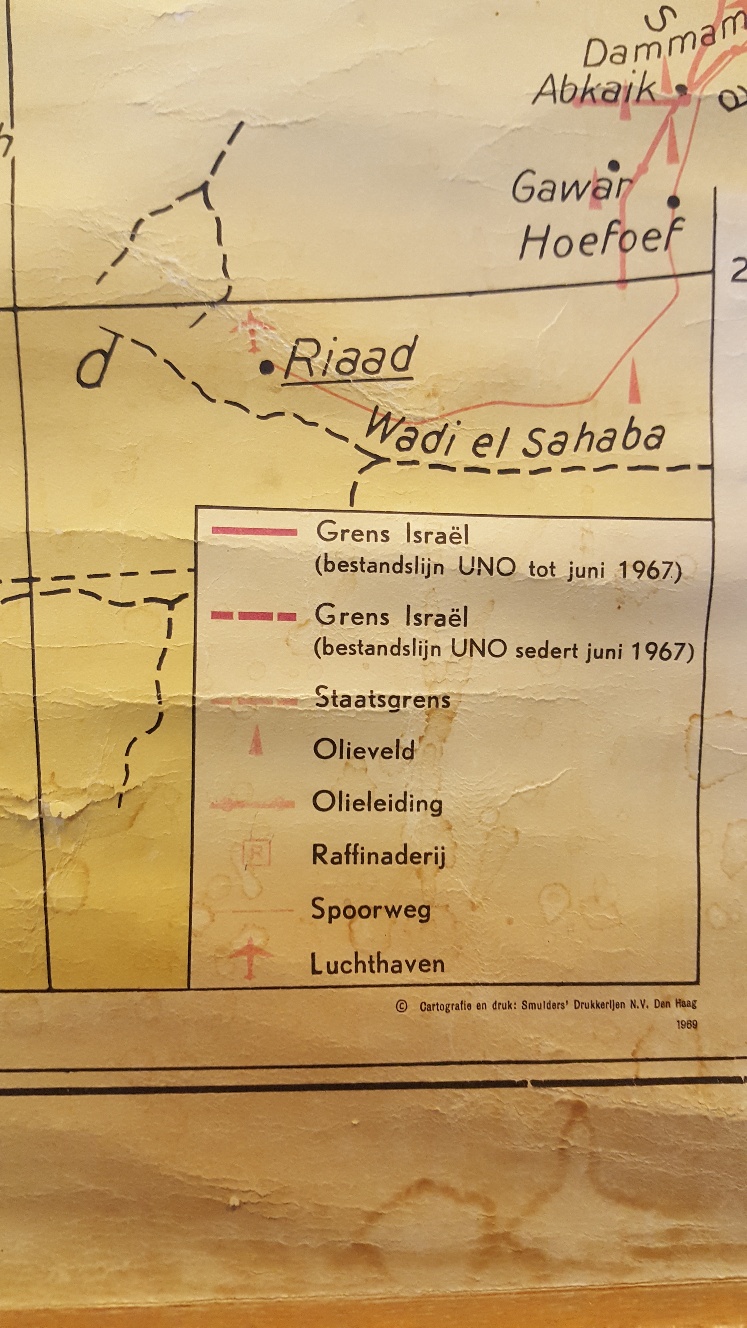 S
Dammam
Abkaik
Gawar
Hoefoef
2
d
Riaad
Wadi el Sahaba
Grens Israël
(bestandslijn UNO tot juni 1967)
Grens Israël
(bestandslijn UNO sedert juni 1967)
Staatsgrens
Olieveld
Olieleiding
R Raffinaderij
Spoorweg
Luchthaven
© Cartografie en druk: Smulders' Drukkerijen N.V. Den Haag
1969